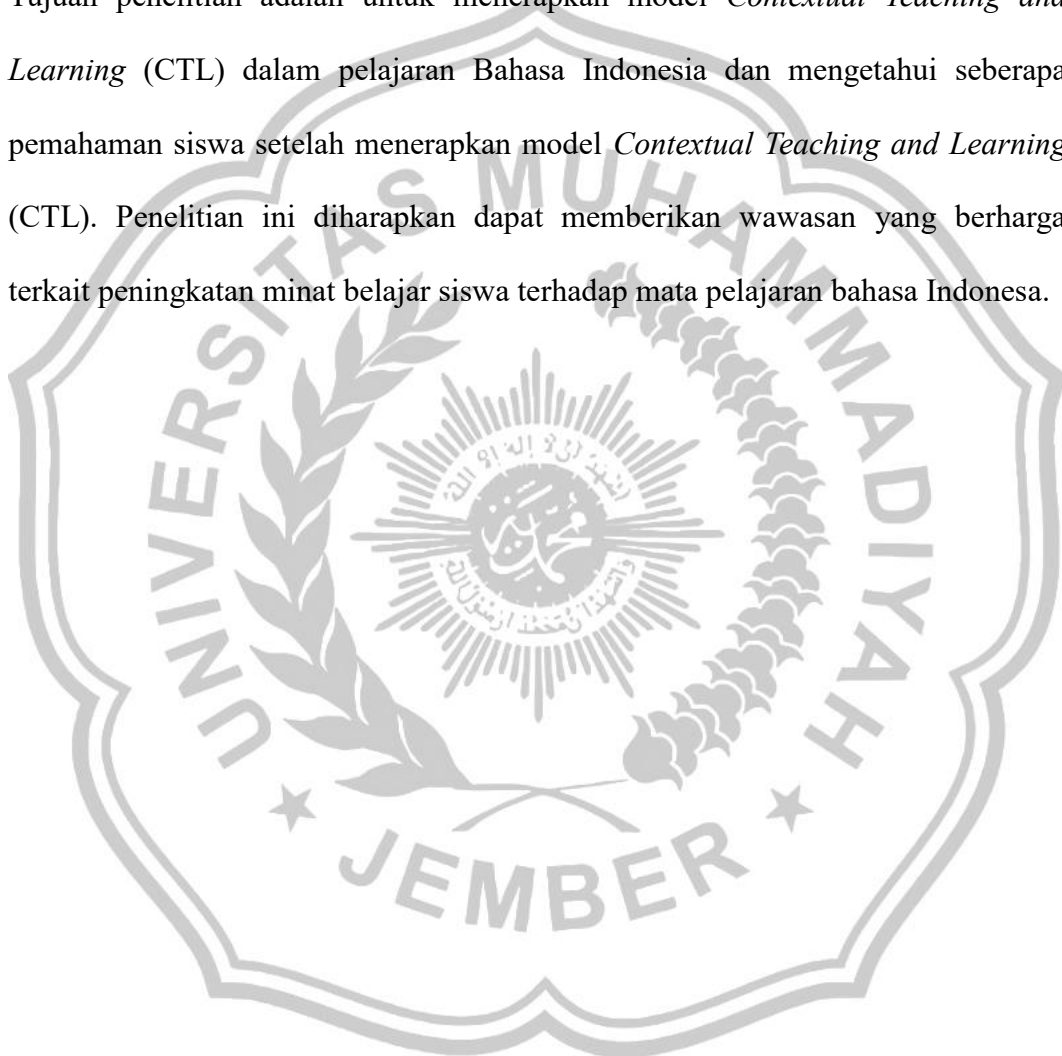 Tujuan penelitian adalah untuk menerapkan model Contextual Teaching and
Learning (CTL) dalam pelajaran Bahasa Indonesia dan mengetahui seberapa
pemahaman siswa setelah menerapkan model Contextual Teaching and Learning
(CTL). Penelitian ini diharapkan dapat memberikan wawasan yang berharga
terkait peningkatan minat belajar siswa terhadap mata pelajaran bahasa Indonesa.
UNIVERSITAS MUHAMMADIYAH
JEMBER